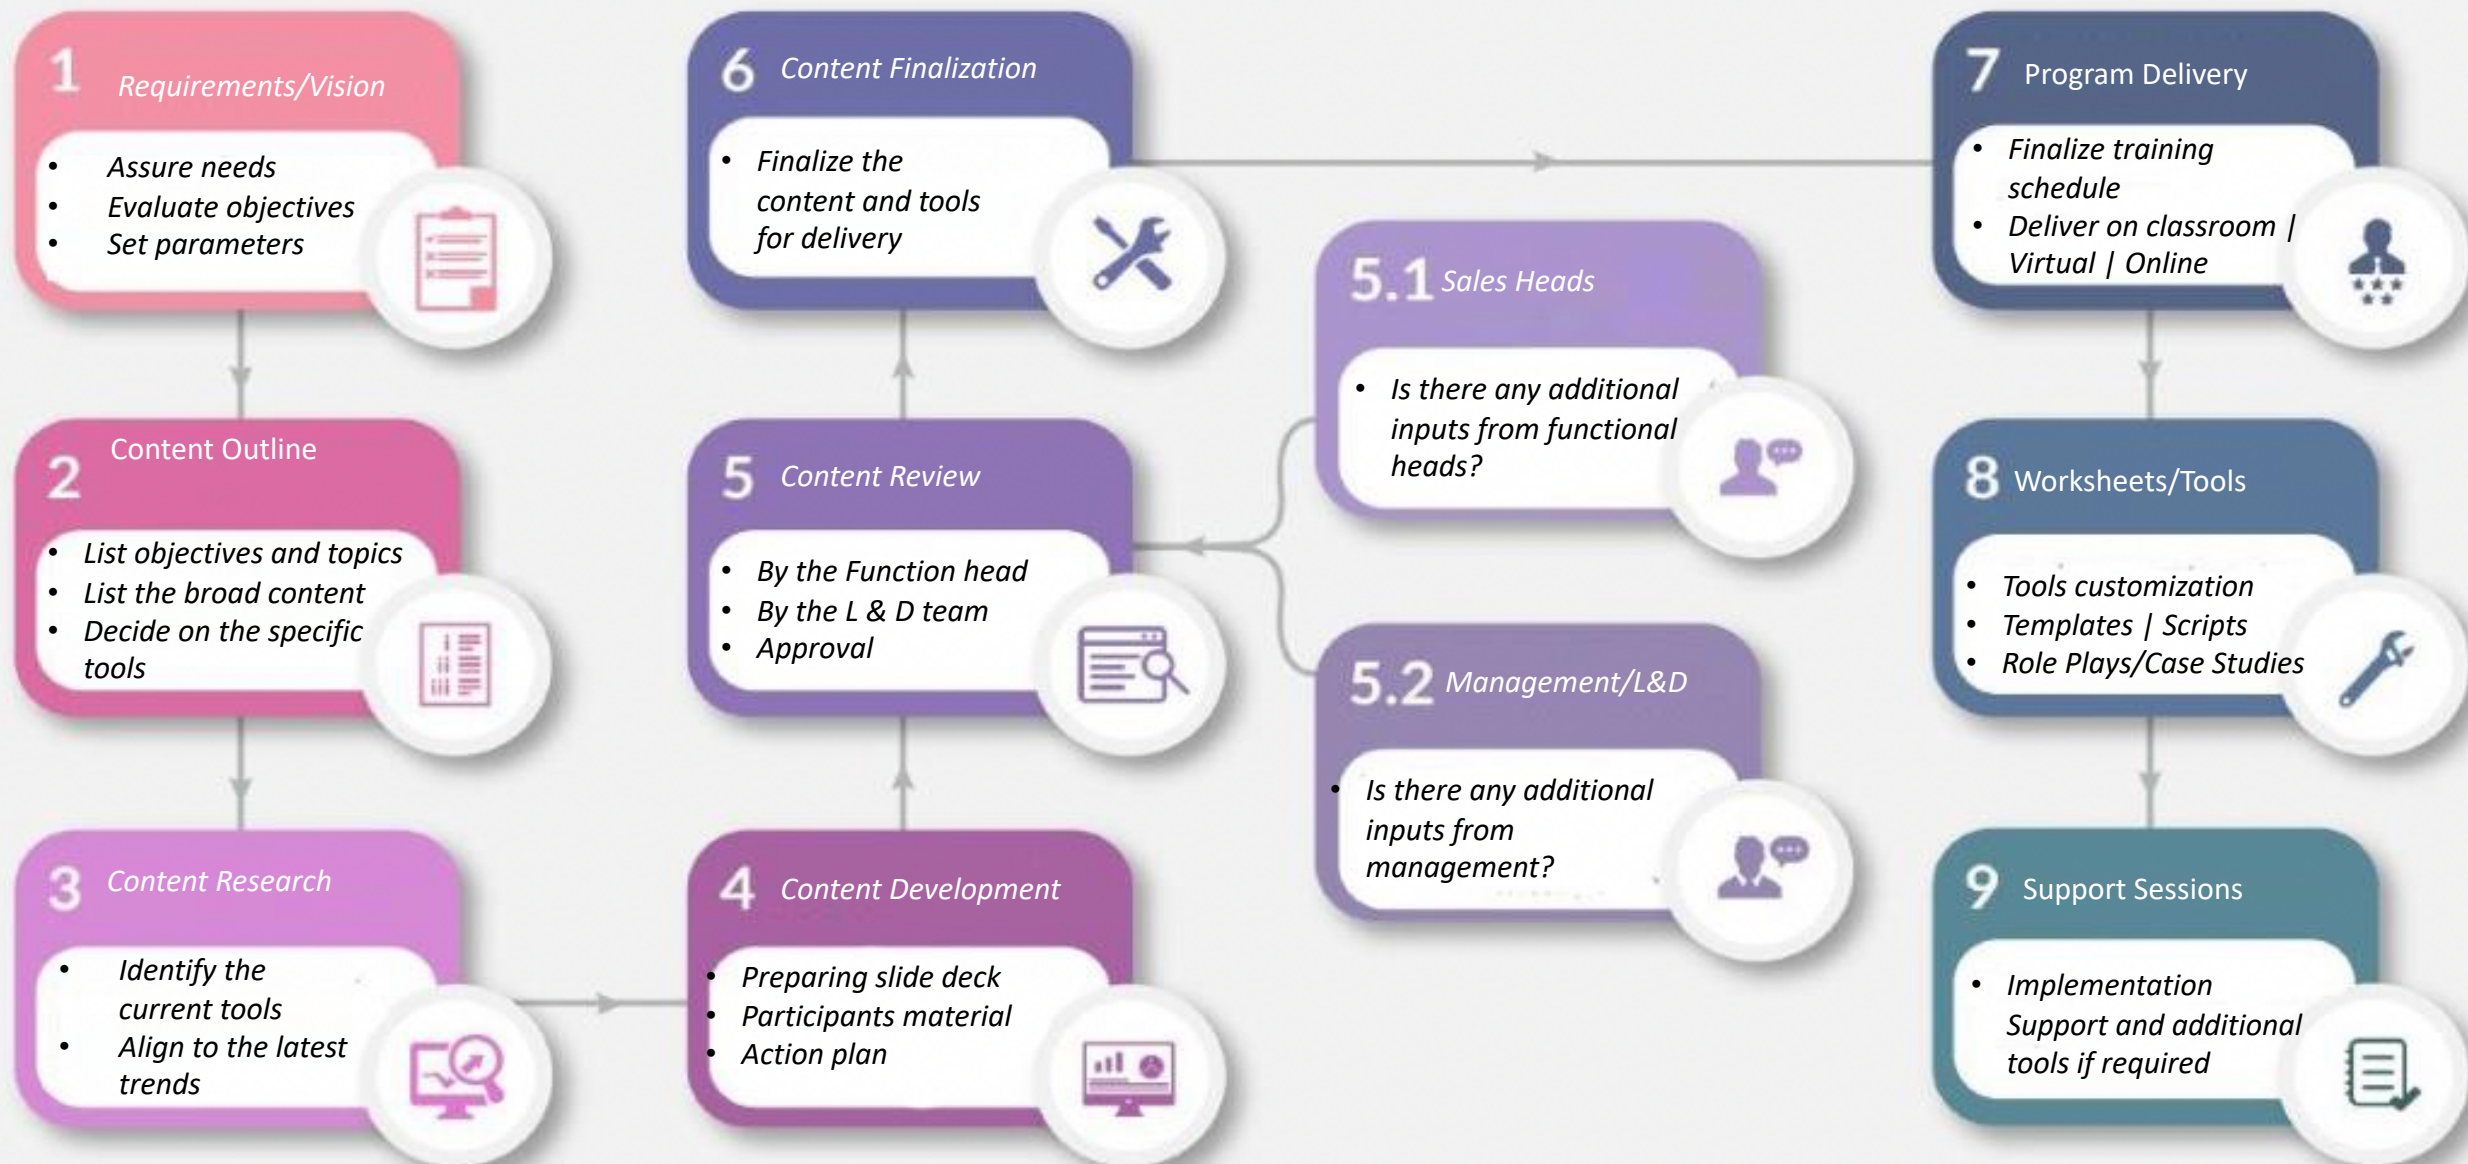 1 Requirements/Vision
• Assure needs
• Evaluate objectives
• Set parameters
2 Content Outline
• List objectives and topics
• List the broad content
• Decide on the specific
tools
3 Content Research
• Identify the
current tools
• Align to the latest
trends
4 Content Development
• Preparing slide deck
• Participants material
• Action plan
5 Content Review
• By the Function head
• By the L & D team
• Approval
5.1 Sales Heads
• Is there any additional
inputs from functional
heads?
5.2 Management/L&D
• Is there any additional
inputs from
management?
6 Content Finalization
• Finalize the
content and tools
for delivery
7 Program Delivery
• Finalize training
schedule
• Deliver on classroom |
Virtual | Online
8 Worksheets/Tools
• Tools customization
• Templates | Scripts
• Role Plays/Case Studies
9 Support Sessions
• Implementation
Support and additional
tools if required